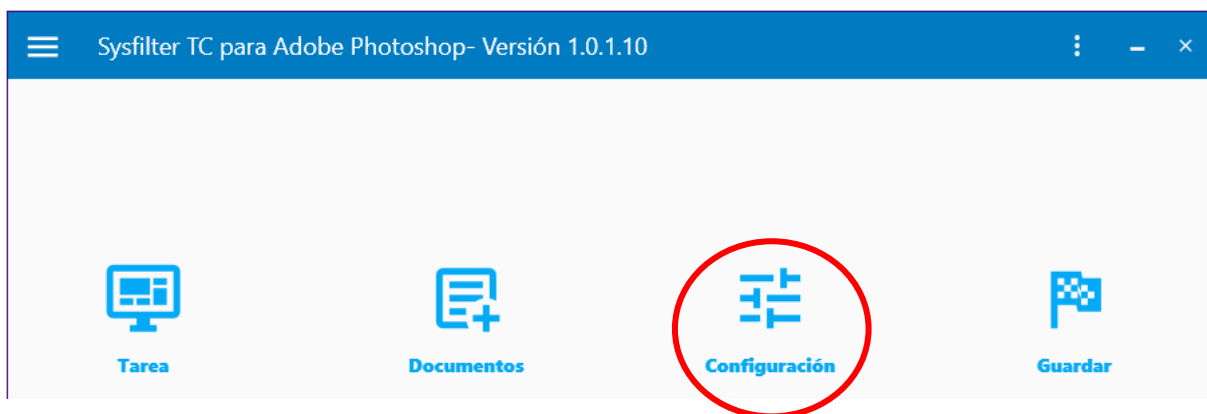 Sysfilter TC para Adobe Photoshop- Versión 1.0.1.10
Tarea
Documentos
Configuración
Guardar